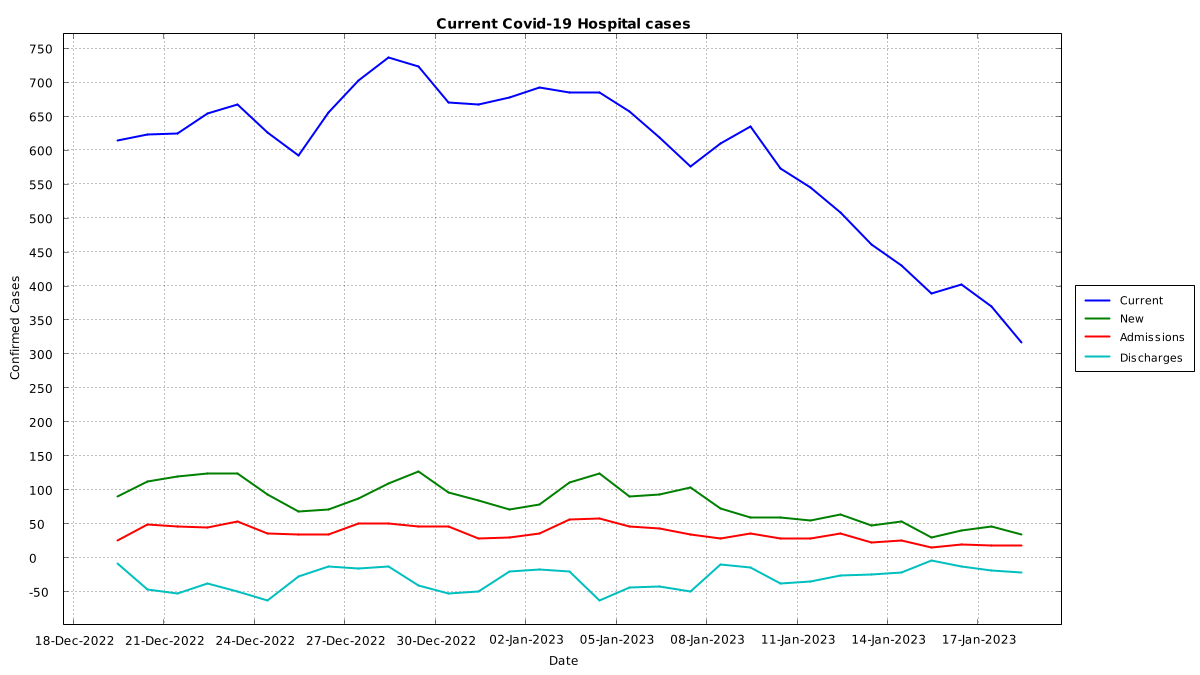 Current Covid-19 Hospital cases
750
700
650
600
550
500
450
400
350
300
250
200
150
100
50
0
-50
Confirmed Cases
18-Dec-2022 21-Dec-2022 24-Dec-2022 27-Dec-2022 30-Dec-2022 02-Jan-2023 05-Jan-2023 08-Jan-2023 11-Jan-2023 14-Jan-2023 17-Jan-2023
Date
Current
New
Admissions
Discharges